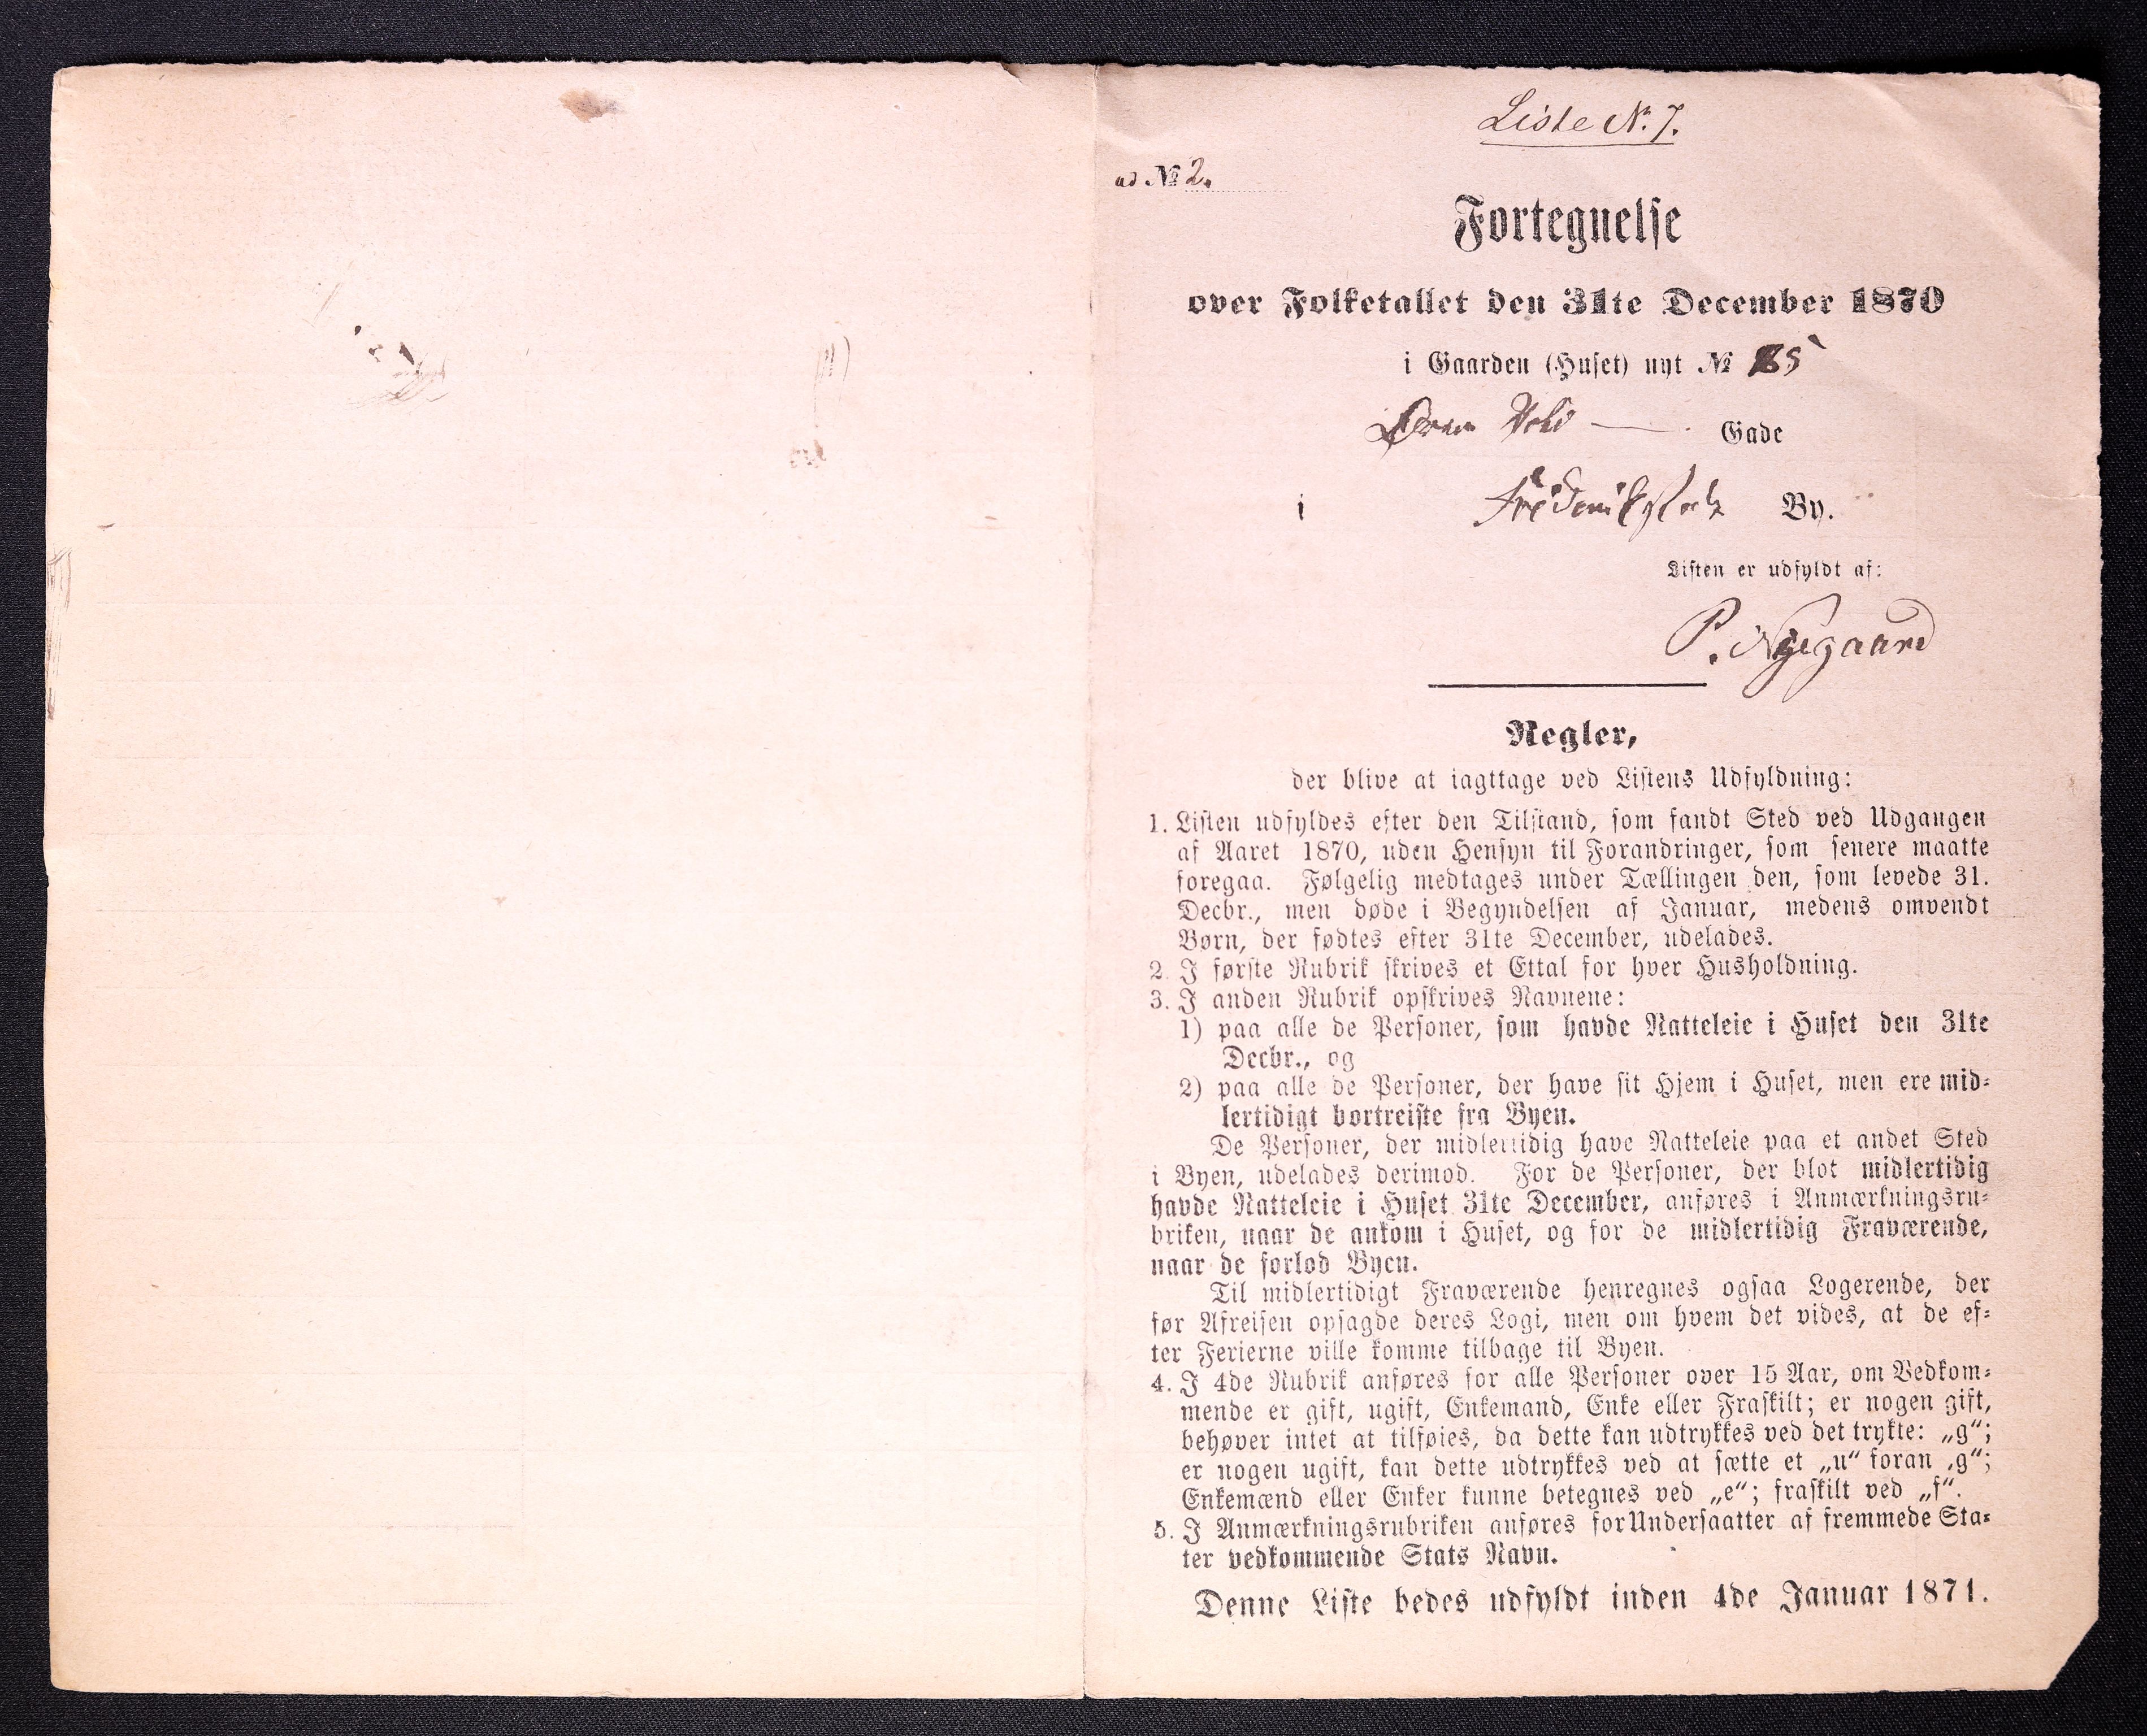 Liste N. 7.
ad № 2.
Fortegnelse
over Folketallet den 31te December 1870
i Gaarden (Huset) nyt №
Gade
i By.
Listen er udfyldt af:
P. Nyegaard
Regler,
der blive at iagttage ved Listens Udfyldning:
1. Listen udfyldes efter den Tilstand, som fandt Sted ved Udgangen
af Aaret 1870, uden Hensyn til Forandringer, som senere maatte
foregaa. Følgelig medtages under Tællingen den, som levede 31.
Decbr., men døde i Begyndelsen af Januar, medens omvendt
Børn, der fødtes efter 31te December, udelades.
2. I første Rubrik skrives et Ettal for hver Husholdning.
3. I anden Rubrik opskrives Navnene:
1) paa alle de Personer, som havde Natteleie i Huset den 31te
Decbr., og
2) paa alle de Personer, der have sit Hjem i Huset, men ere mid-
lertidigt bortreiste fra Byen.
De Personer, der midlertidig have Natteleie paa et andet Sted
i Byen, udelades derimod. For de Personer, der blot midlertidig
havde Natteleie i Huset 31te December, anføres i Anmærkningsru-
briken, naar de ankom i Huset, og for de midlertidig Fraværende,
naar de forlod Byen.
Til midlertidigt Fraværende henregnes ogsaa Logerende, der
før Afreisen opsagde deres Logi, men om hvem det vides, at de ef-
ter Ferierne ville komme tilbage til Byen.
4. I 4de Rubrik anføres for alle Personer over 15 Aar, om Vedkom-
mende er gift, ugift, Enkemand, Enke eller Fraskilt; er nogen gift,
behøver intet at tilføies, da dette kan udtrykkes ved det trykte: „g“;
er nogen ugift, kan dette udtrykkes ved at sætte et „u“ foran „g“;
Enkemænd eller Enker kunne betegnes ved „e“; fraskilt ved „f“.
5. I Anmærkningsrubriken anføres for Undersaatter af fremmede Sta-
ter vedkommende Stats Navn.
Denne Liste bedes udfyldt inden 4de Januar 1871.